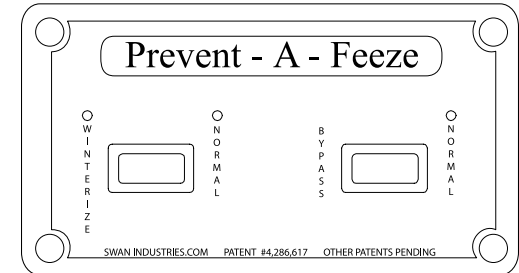 Prevent - A - Feeze
WINTERIZE
NORMAL
BYPASS
NORMAL
SWAN INDUSTRIES.COM PATENT #4,286,617 OTHER PATENTS PENDING